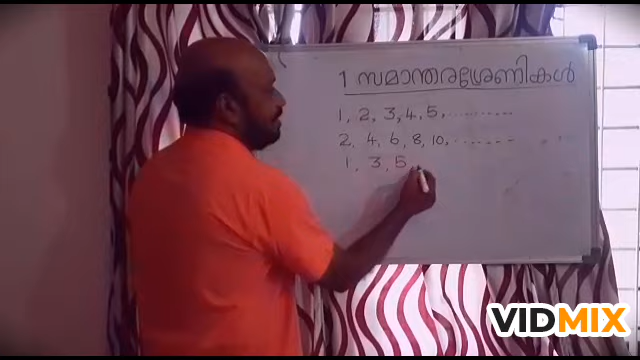 1 സമാന്തരശ്രേണികൾ
1, 2, 3, 4, 5, ..........
2, 4, 6, 8, 10, .......
1, 3, 5,
VIDMIX